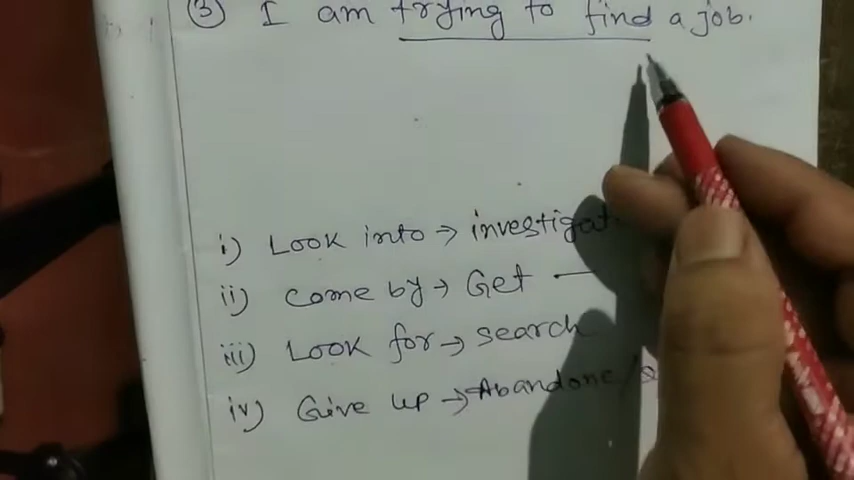 ③ I am trying to find a job.
i) Look into → investigat
ii) come by → Get —
iii) Look for → search
iv) Give up → Abandone /